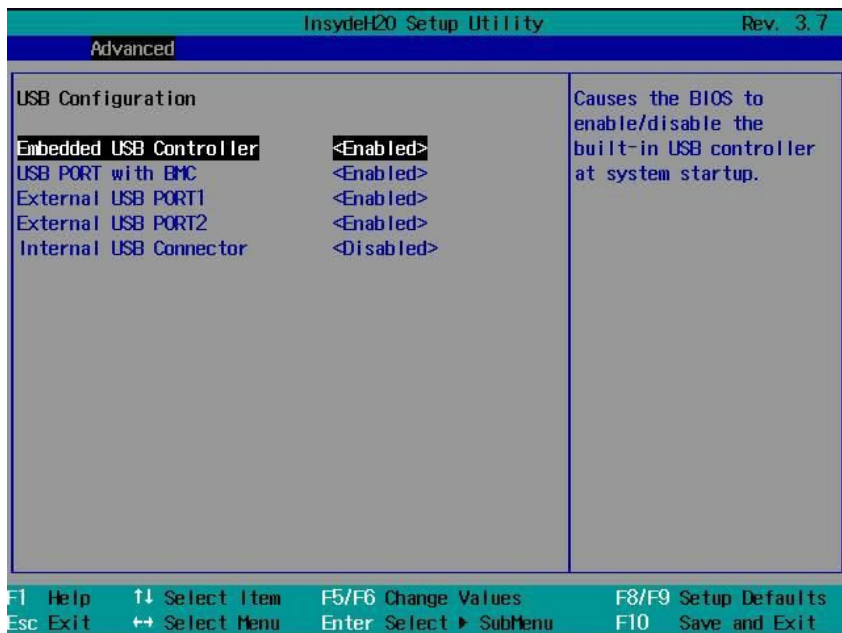 InsydeH2O Setup Utility Rev. 3.7
Advanced
USB Configuration
Embedded USB Controller <Enabled>
USB PORT with BMC <Enabled>
External USB PORT1 <Enabled>
External USB PORT2 <Enabled>
Internal USB Connector <Disabled>
Causes the BIOS to
enable/disable the
built-in USB controller
at system startup.
F1 Help ↑↓ Select Item F5/F6 Change Values F8/F9 Setup Defaults
Esc Exit ↔ Select Menu Enter Select ▶ SubMenu F10 Save and Exit